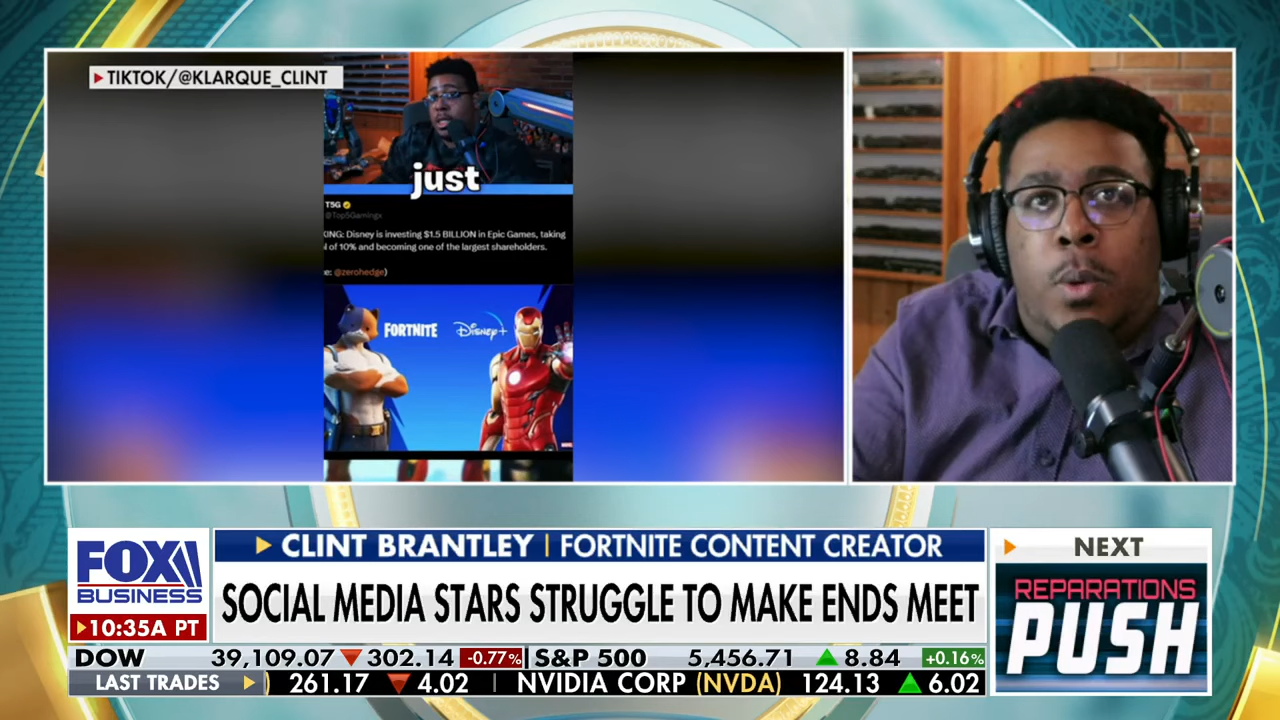 TIKTOK/@KLARQUE_CLINT
just
T5G
@Top5Gamingx
KING: Disney is investing $1.5 BILLION in Epic Games, taking
of 10% and becoming one of the largest shareholders.
e: @zerohedge)
FORTNITE Disney+
MARVEL
FOX
BUSINESS
10:35A PT
CLINT BRANTLEY | FORTNITE CONTENT CREATOR
SOCIAL MEDIA STARS STRUGGLE TO MAKE ENDS MEET
NEXT
REPARATIONS
PUSH
DOW 39,109.07 302.14 -0.77% S&P 500 5,456.71 8.84 +0.16%
LAST TRADES ) 261.17 4.02 | NVIDIA CORP (NVDA) 124.13 6.02